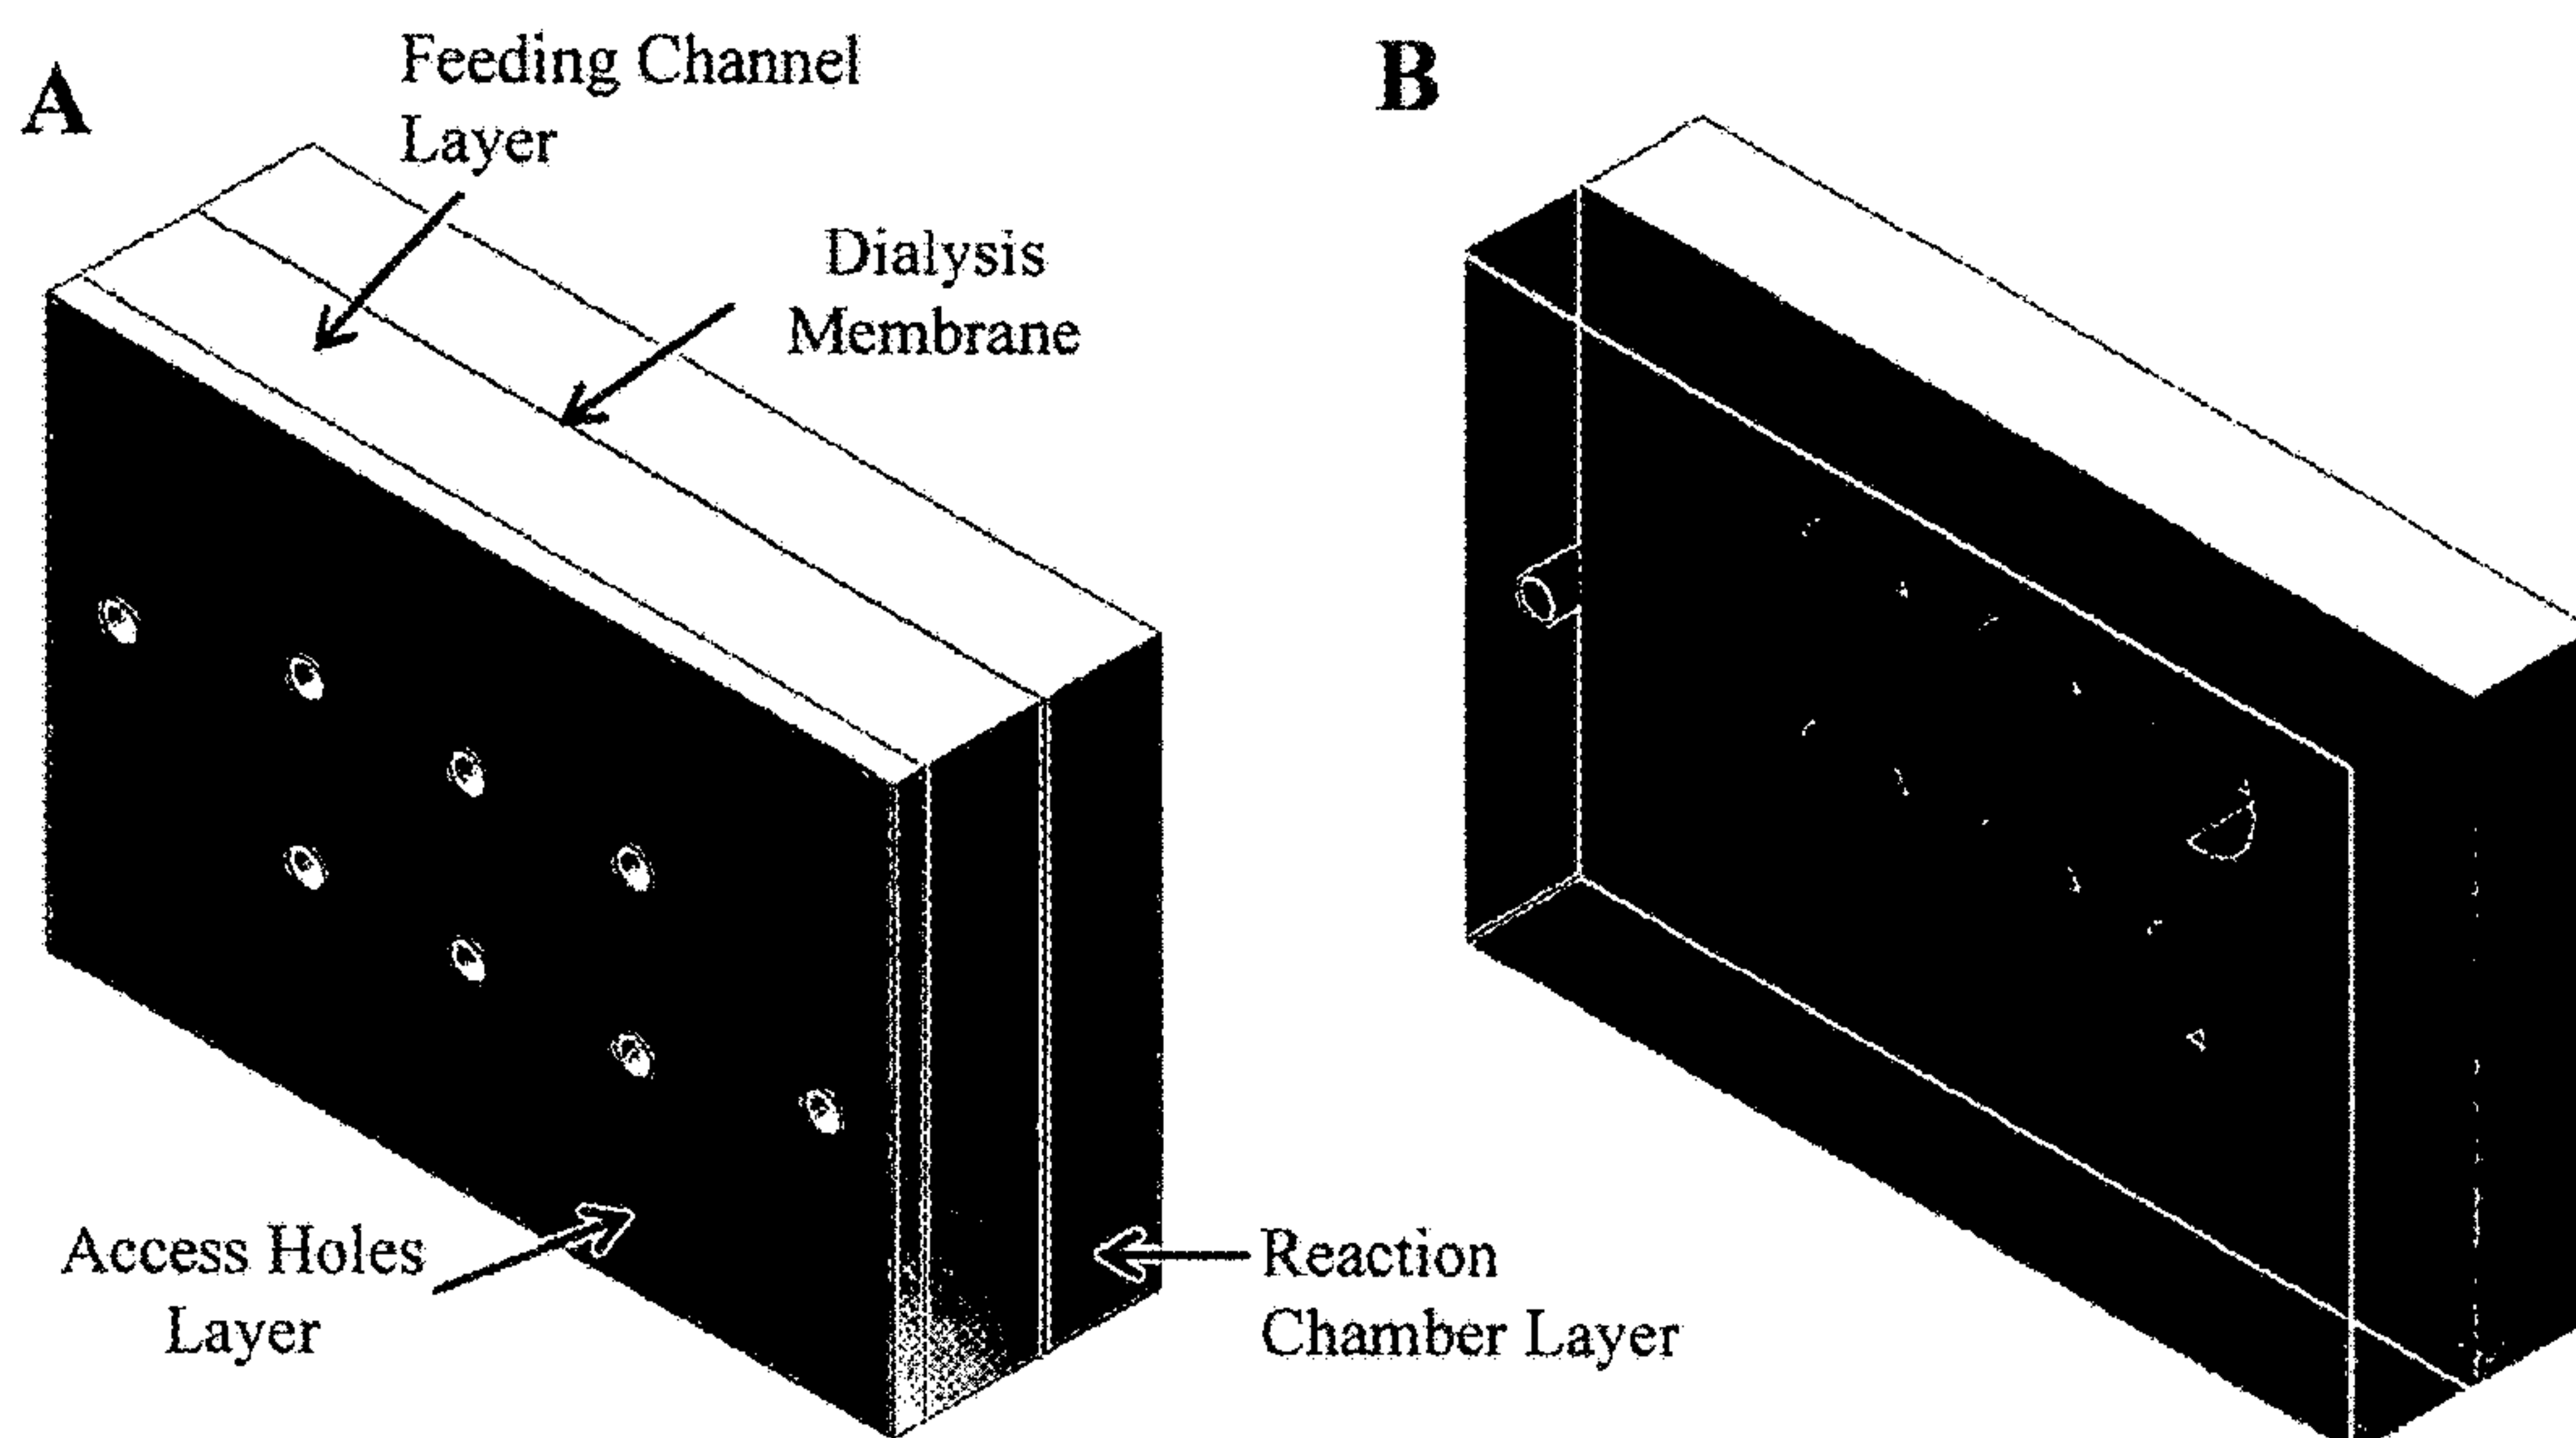 A
Feeding Channel
Layer
Dialysis
Membrane
Access Holes
Layer
Reaction
Chamber Layer
B